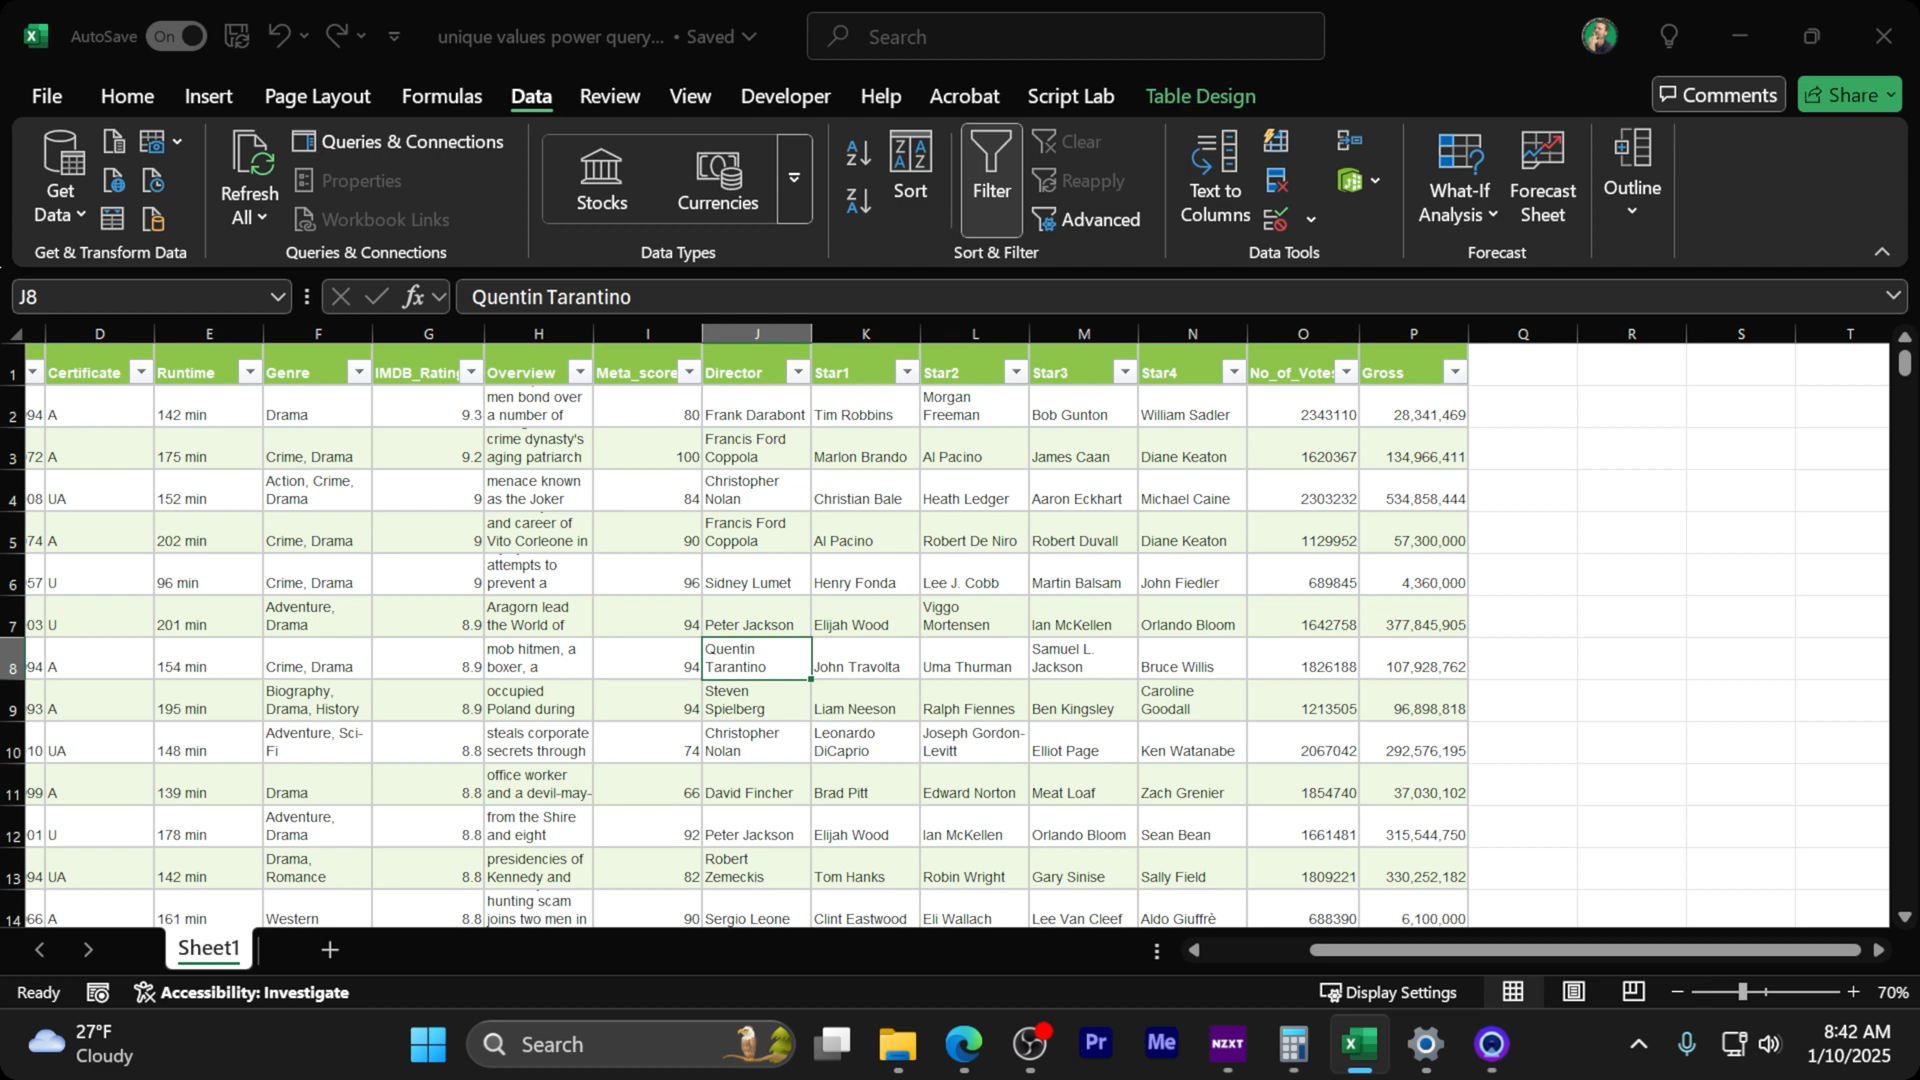 AutoSave On unique values power query... • Saved Search
File Home Insert Page Layout Formulas Data Review View Developer Help Acrobat Script Lab Table Design Comments Share
Get Data
Refresh All
Queries & Connections
Properties
Workbook Links
Stocks
Currencies
Sort
Filter
Clear
Reapply
Advanced
Text to Columns
What-If Analysis
Forecast Sheet
Outline
Get & Transform Data Queries & Connections Data Types Sort & Filter Data Tools Forecast
J8 fx Quentin Tarantino
D E F G H I J K L M N O P Q R S T
1 Certificate Runtime Genre IMDB_Rating Overview Meta_score Director Star1 Star2 Star3 Star4 No_of_Votes Gross
men bond over Morgan
2 94 A 142 min Drama 9.3 a number of 80 Frank Darabont Tim Robbins Freeman Bob Gunton William Sadler 2343110 28,341,469
crime dynasty's Francis Ford
3 72 A 175 min Crime, Drama 9.2 aging patriarch 100 Coppola Marlon Brando Al Pacino James Caan Diane Keaton 1620367 134,966,411
Action, Crime, menace known Christopher
4 08 UA 152 min Drama 9 as the Joker 84 Nolan Christian Bale Heath Ledger Aaron Eckhart Michael Caine 2303232 534,858,444
and career of Francis Ford
5 74 A 202 min Crime, Drama 9 Vito Corleone in 90 Coppola Al Pacino Robert De Niro Robert Duvall Diane Keaton 1129952 57,300,000
attempts to
6 57 U 96 min Crime, Drama 9 prevent a 96 Sidney Lumet Henry Fonda Lee J. Cobb Martin Balsam John Fiedler 689845 4,360,000
Adventure, Aragorn lead Viggo
7 03 U 201 min Drama 8.9 the World of 94 Peter Jackson Elijah Wood Mortensen Ian McKellen Orlando Bloom 1642758 377,845,905
mob hitmen, a Quentin Samuel L.
8 94 A 154 min Crime, Drama 8.9 boxer, a 94 Tarantino John Travolta Uma Thurman Jackson Bruce Willis 1826188 107,928,762
Biography, occupied Steven Caroline
9 93 A 195 min Drama, History 8.9 Poland during 94 Spielberg Liam Neeson Ralph Fiennes Ben Kingsley Goodall 1213505 96,898,818
Adventure, Sci- steals corporate Christopher Leonardo Joseph Gordon-
10 10 UA 148 min Fi 8.8 secrets through 74 Nolan DiCaprio Levitt Elliot Page Ken Watanabe 2067042 292,576,195
office worker
11 99 A 139 min Drama 8.8 and a devil-may- 66 David Fincher Brad Pitt Edward Norton Meat Loaf Zach Grenier 1854740 37,030,102
Adventure, from the Shire
12 01 U 178 min Drama 8.8 and eight 92 Peter Jackson Elijah Wood Ian McKellen Orlando Bloom Sean Bean 1661481 315,544,750
Drama, presidencies of Robert
13 94 UA 142 min Romance 8.8 Kennedy and 82 Zemeckis Tom Hanks Robin Wright Gary Sinise Sally Field 1809221 330,252,182
hunting scam
14 66 A 161 min Western 8.8 joins two men in 90 Sergio Leone Clint Eastwood Eli Wallach Lee Van Cleef Aldo Giuffrè 688390 6,100,000
Sheet1
Ready Accessibility: Investigate Display Settings 70%
27°F
Cloudy
Search
Pr Me NZXT
8:42 AM
1/10/2025